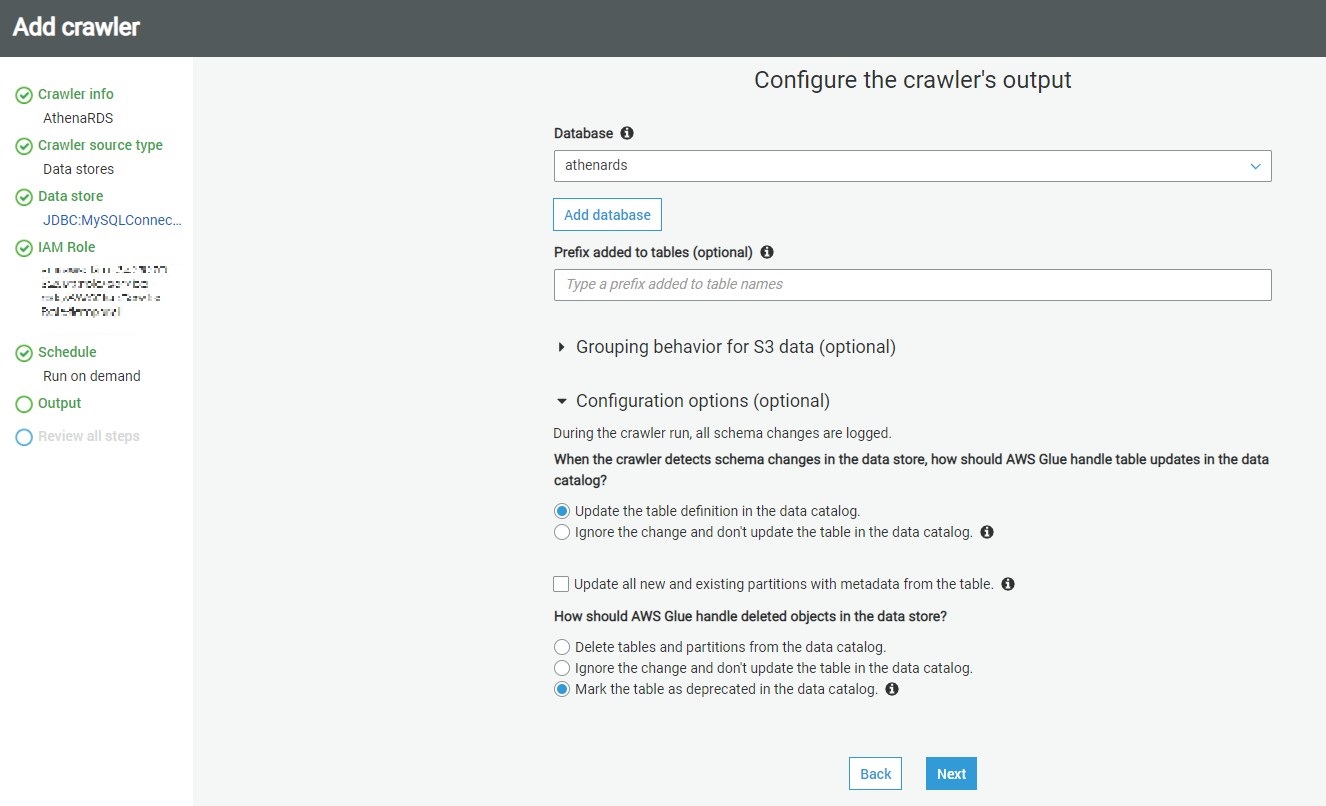 Add crawler
Crawler info
AthenaRDS
Crawler source type
Data stores
Data store
JDBC:MySQLConnec...
IAM Role
Schedule
Run on demand
Output
Review all steps
Configure the crawler's output
Database
athenards
Add database
Prefix added to tables (optional)
Type a prefix added to table names
Grouping behavior for S3 data (optional)
Configuration options (optional)
During the crawler run, all schema changes are logged.
When the crawler detects schema changes in the data store, how should AWS Glue handle table updates in the data
catalog?
Update the table definition in the data catalog.
Ignore the change and don't update the table in the data catalog.
Update all new and existing partitions with metadata from the table.
How should AWS Glue handle deleted objects in the data store?
Delete tables and partitions from the data catalog.
Ignore the change and don't update the table in the data catalog.
Mark the table as deprecated in the data catalog.
Back
Next